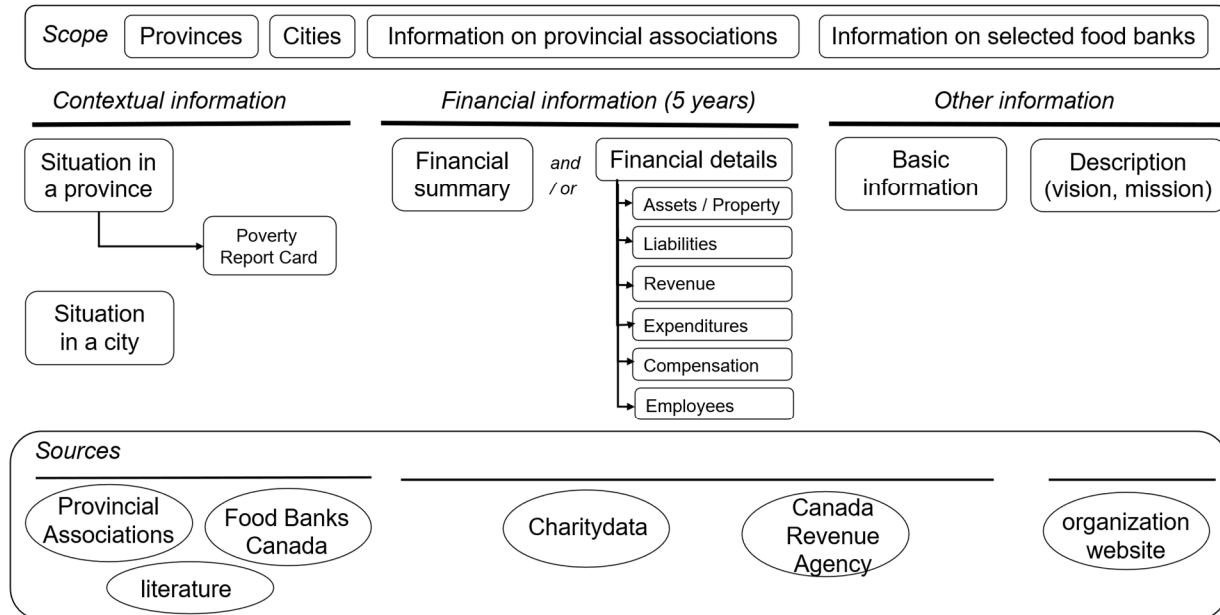 Scope
Provinces
Cities
Information on provincial associations
Information on selected food banks
Contextual information
Financial information (5 years)
Other information
Situation in
a province
Poverty
Report Card
Situation
in a city
Financial
summary
and
/ or
Financial details
Assets / Property
Liabilities
Revenue
Expenditures
Compensation
Employees
Basic
information
Description
(vision, mission)
Sources
Provincial
Associations
Food Banks
Canada
literature
Charitydata
Canada
Revenue
Agency
organization
website